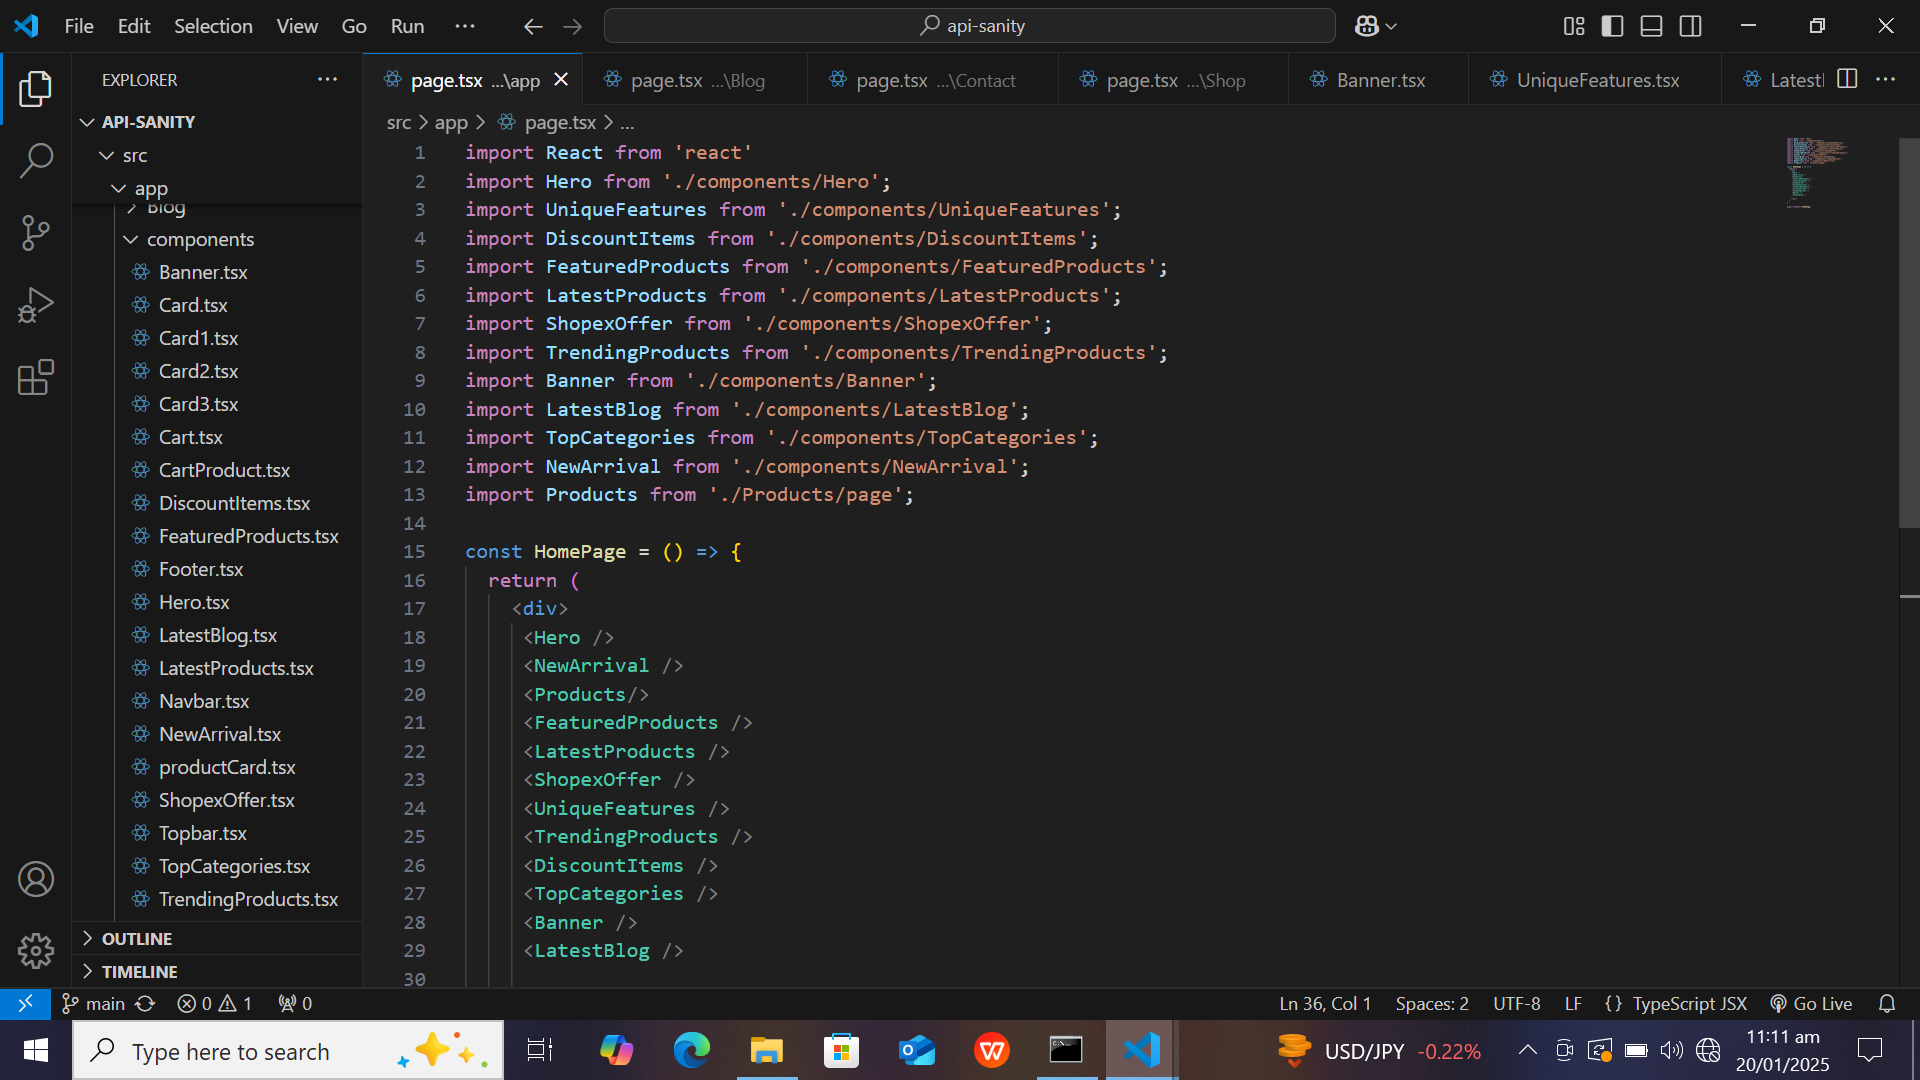 File Edit Selection View Go Run
api-sanity
EXPLORER
API-SANITY
src
app
Blog
components
Banner.tsx
Card.tsx
Card1.tsx
Card2.tsx
Card3.tsx
Cart.tsx
CartProduct.tsx
DiscountItems.tsx
FeaturedProducts.tsx
Footer.tsx
Hero.tsx
LatestBlog.tsx
LatestProducts.tsx
Navbar.tsx
NewArrival.tsx
productCard.tsx
ShopexOffer.tsx
Topbar.tsx
TopCategories.tsx
TrendingProducts.tsx
OUTLINE
TIMELINE
page.tsx ...\app page.tsx ...\Blog page.tsx ...\Contact page.tsx ...\Shop Banner.tsx UniqueFeatures.tsx Latestl
src > app > page.tsx > ...
1 import React from 'react'
2 import Hero from './components/Hero';
3 import UniqueFeatures from './components/UniqueFeatures';
4 import DiscountItems from './components/DiscountItems';
5 import FeaturedProducts from './components/FeaturedProducts';
6 import LatestProducts from './components/LatestProducts';
7 import ShopexOffer from './components/ShopexOffer';
8 import TrendingProducts from './components/TrendingProducts';
9 import Banner from './components/Banner';
10 import LatestBlog from './components/LatestBlog';
11 import TopCategories from './components/TopCategories';
12 import NewArrival from './components/NewArrival';
13 import Products from './Products/page';
14
15 const HomePage = () => {
16 return (
17 <div>
18 <Hero />
19 <NewArrival />
20 <Products/>
21 <FeaturedProducts />
22 <LatestProducts />
23 <ShopexOffer />
24 <UniqueFeatures />
25 <TrendingProducts />
26 <DiscountItems />
27 <TopCategories />
28 <Banner />
29 <LatestBlog />
30
main 0 1 0 Ln 36, Col 1 Spaces: 2 UTF-8 LF {} TypeScript JSX Go Live
Type here to search
USD/JPY -0.22%
11:11 am
20/01/2025